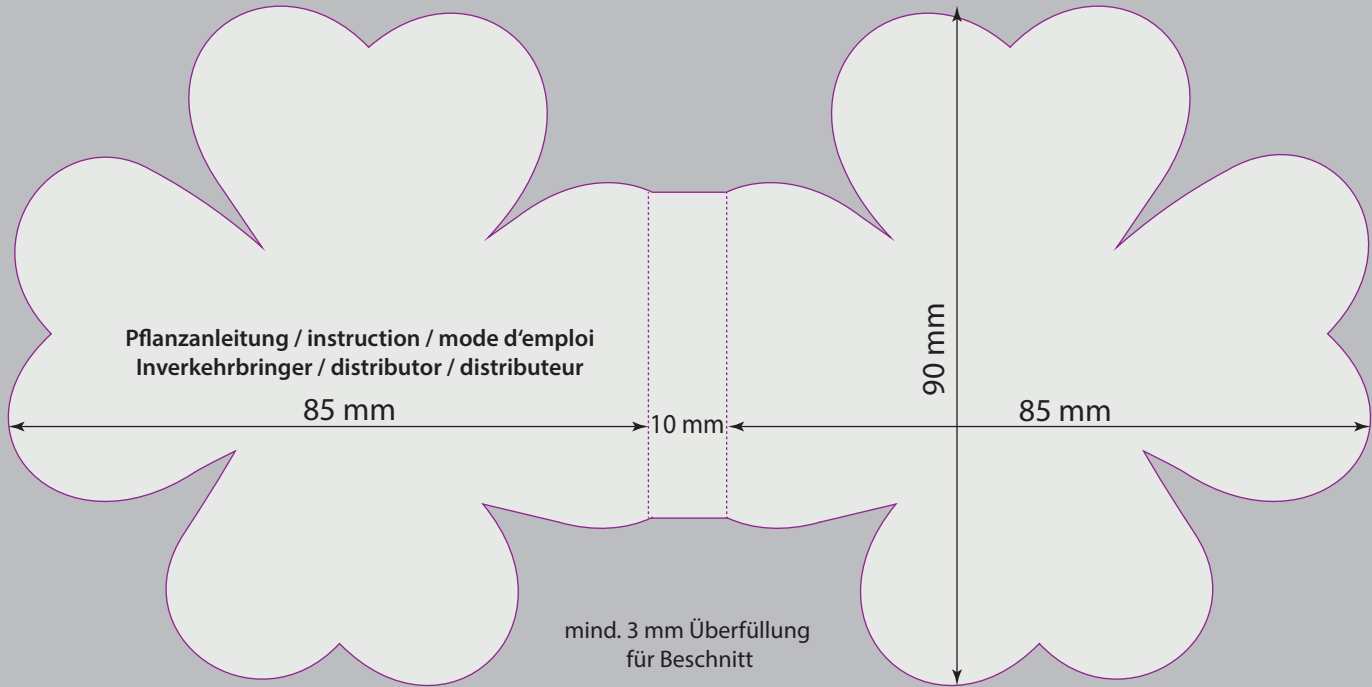 Pflanzanleitung / instruction / mode d‘emploi
Inverkehrbringer / distributor / distributeur
85 mm
10 mm
90 mm
85 mm
mind. 3 mm Überfüllung
für Beschnitt